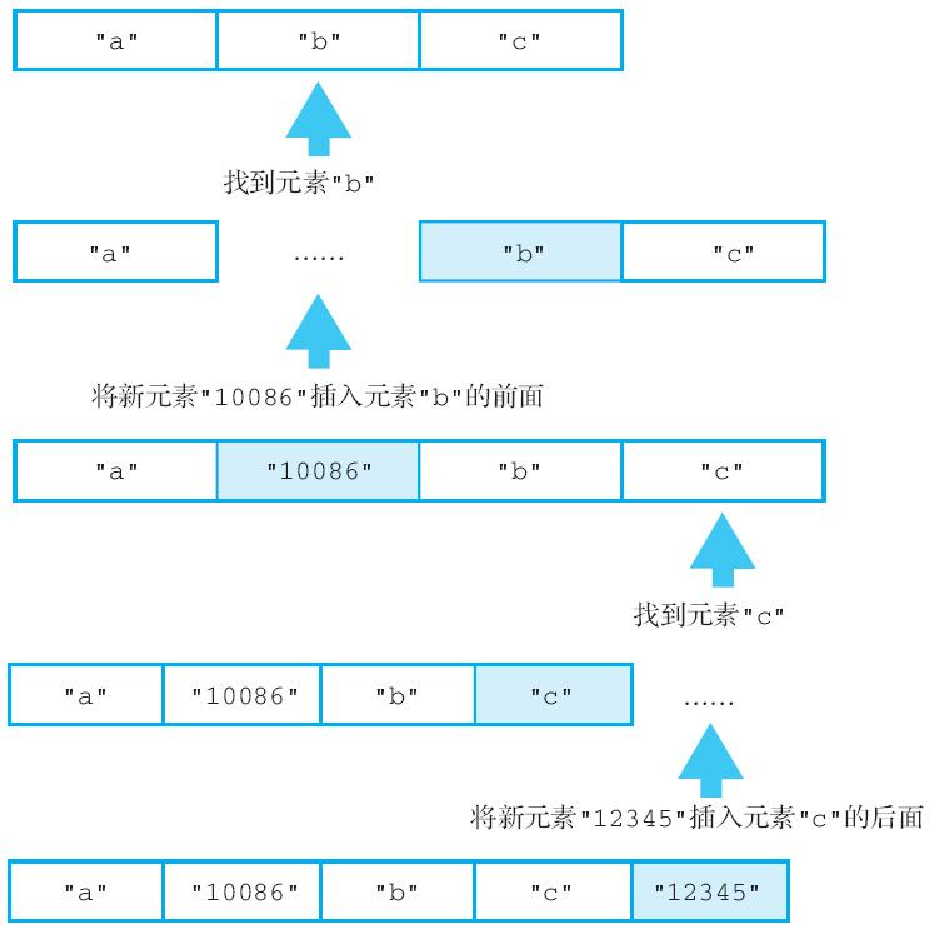 "a" "b" "c"
找到元素"b"
"a" …… "b" "c"
将新元素"10086"插入元素"b"的前面
"a" "10086" "b" "c"
找到元素"c"
"a" "10086" "b" "c" ……
将新元素"12345"插入元素"c"的后面
"a" "10086" "b" "c" "12345"